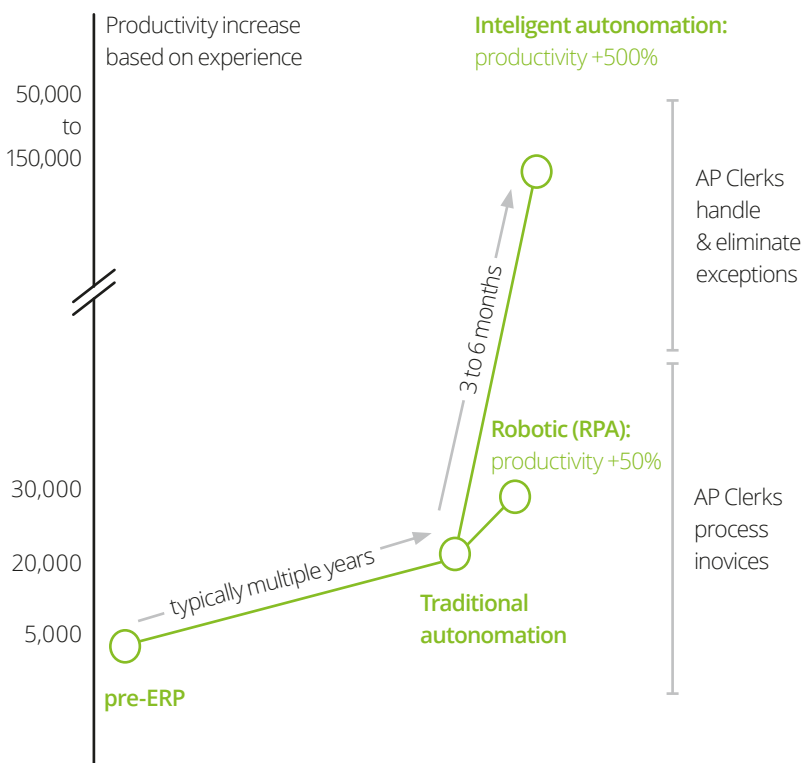 Productivity increase
based on experience
Inteligent autonomation:
productivity +500%
50,000
to
150,000
AP Clerks
handle
& eliminate
exceptions
3 to 6 months
Robotic (RPA):
productivity +50%
30,000
AP Clerks
process
inovices
20,000
typically multiple years
Traditional
autonomation
5,000
pre-ERP